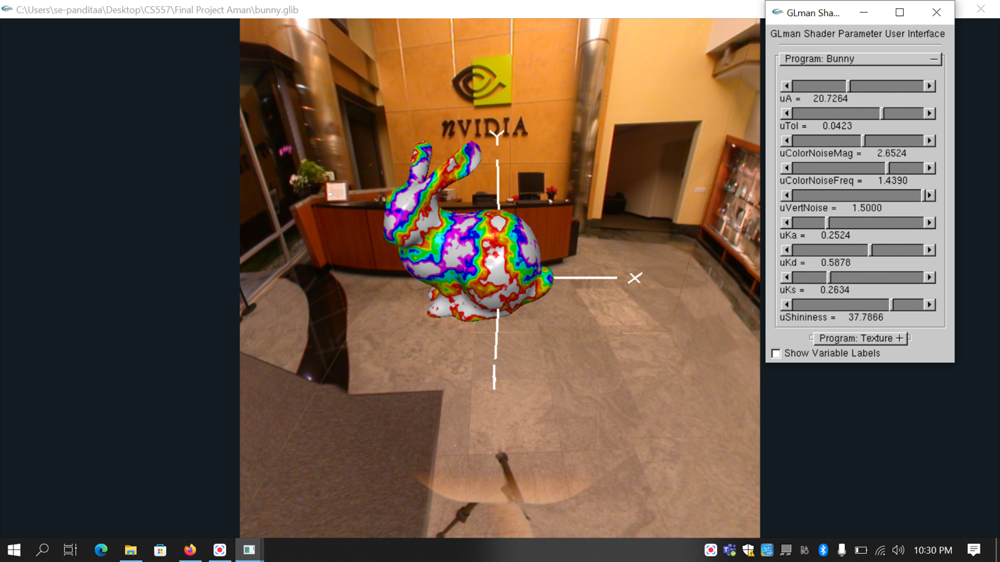 C:\Users\se-panditaa\Desktop\CS557\Final Project Aman\bunny.glib
GLman Sha...
GLman Shader Parameter User Interface
Program: Bunny
uA = 20.7264
uTol = 0.0423
uColorNoiseMag = 2.6524
uColorNoiseFreq = 1.4390
uVertNoise = 1.5000
uKa = 0.2524
uKd = 0.5878
uKs = 0.2634
uShininess = 37.7866
Program: Texture +
Show Variable Labels
nVIDIA
Y
X
10:30 PM